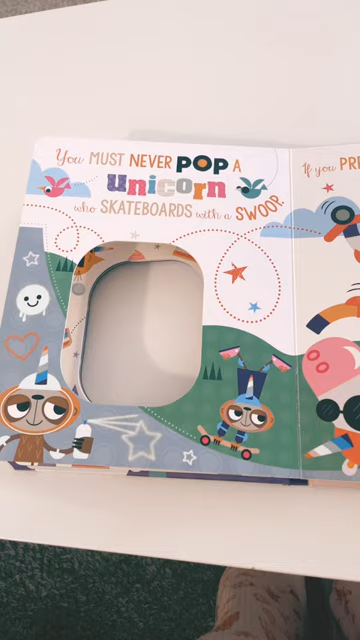 You MUST NEVER POP A
unicorn
who SKATEBOARDS with a SWOOP
If you